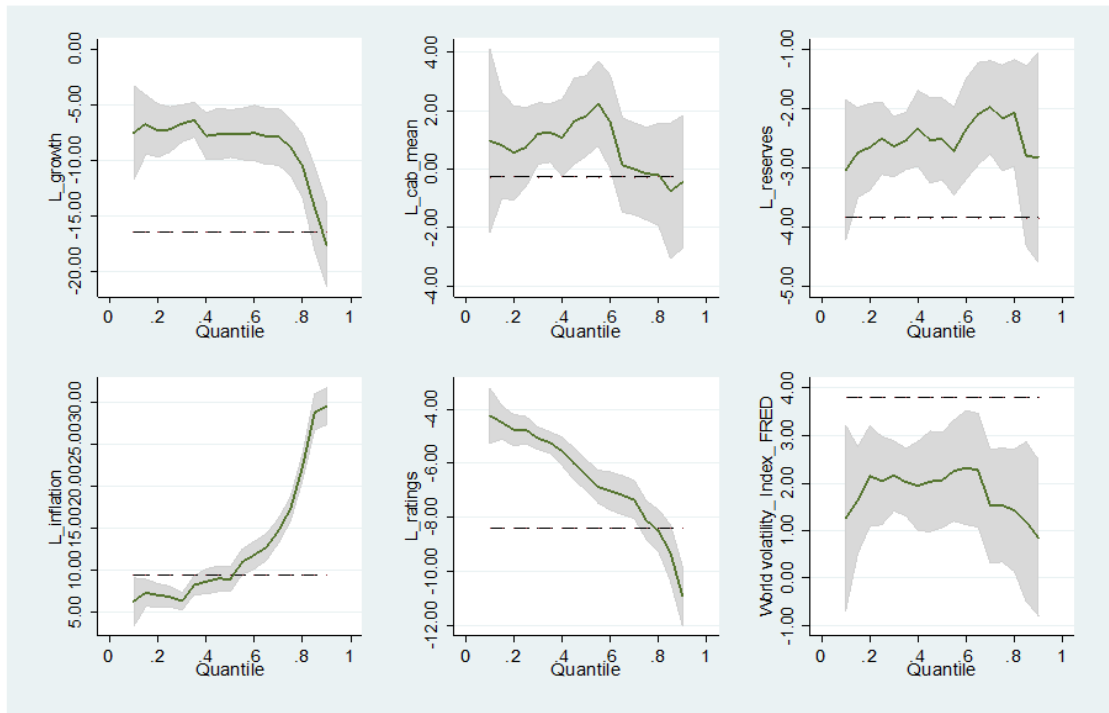 L_growth
0.00
-5.00
-10.00
-15.00
-20.00
0 .2 .4 .6 .8 1
Quantile
L_cab_mean
4.00
2.00
0.00
-2.00
-4.00
0 .2 .4 .6 .8 1
Quantile
L_reserves
-1.00
-2.00
-3.00
-4.00
-5.00
0 .2 .4 .6 .8 1
Quantile
L_inflation
5.00 10.00 15.00 20.00 25.00 30.00
0 .2 .4 .6 .8 1
Quantile
L_ratings
-4.00
-6.00
-8.00
-10.00
-12.00
0 .2 .4 .6 .8 1
Quantile
World volatility_ Index_FRED
4.00
3.00
2.00
1.00
0.00
-1.00
0 .2 .4 .6 .8 1
Quantile